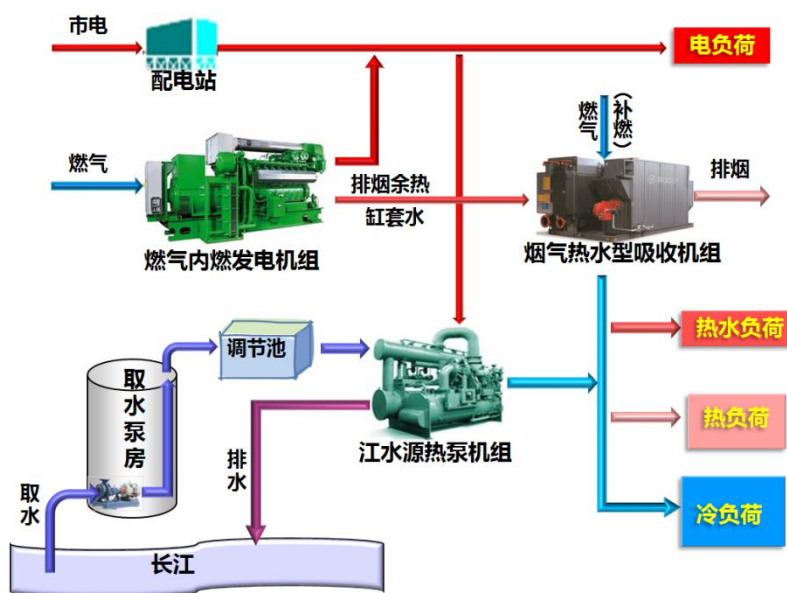 市电
配电站
电负荷
燃气
燃气
（补燃）
排烟余热
缸套水
排烟
燃气内燃发电机组
烟气热水型吸收机组
调节池
热水负荷
取水泵房
热负荷
江水源热泵机组
取水
排水
冷负荷
长江